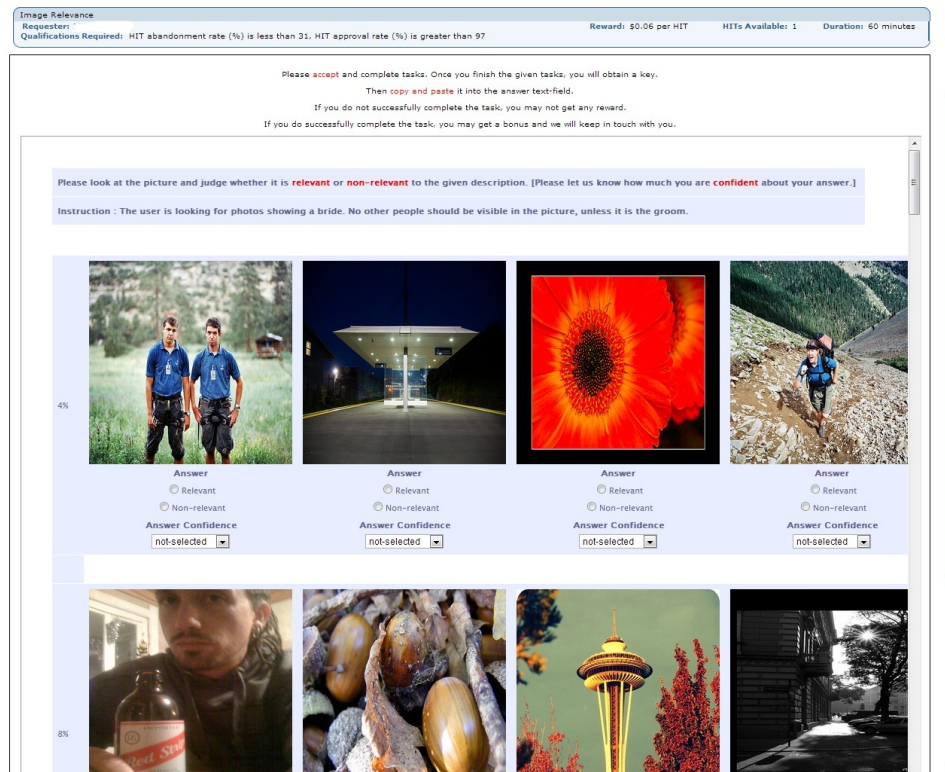 Image Relevance
Requester:
Reward: $0.06 per HIT HITs Available: 1 Duration: 60 minutes
Qualifications Required: HIT abandonment rate (%) is less than 31, HIT approval rate (%) is greater than 97
Please accept and complete tasks. Once you finish the given tasks, you will obtain a key.
Then copy and paste it into the answer text-field.
If you do not successfully complete the task, you may not get any reward.
If you do successfully complete the task, you may get a bonus and we will keep in touch with you.
Please look at the picture and judge whether it is relevant or non-relevant to the given description. [Please let us know how much you are confident about your answer.]
Instruction : The user is looking for photos showing a bride. No other people should be visible in the picture, unless it is the groom.
4%
Answer Answer Answer Answer
Relevant Relevant Relevant Relevant
Non-relevant Non-relevant Non-relevant Non-relevant
Answer Confidence Answer Confidence Answer Confidence Answer Confidence
not-selected not-selected not-selected not-selected
8%
Red Str